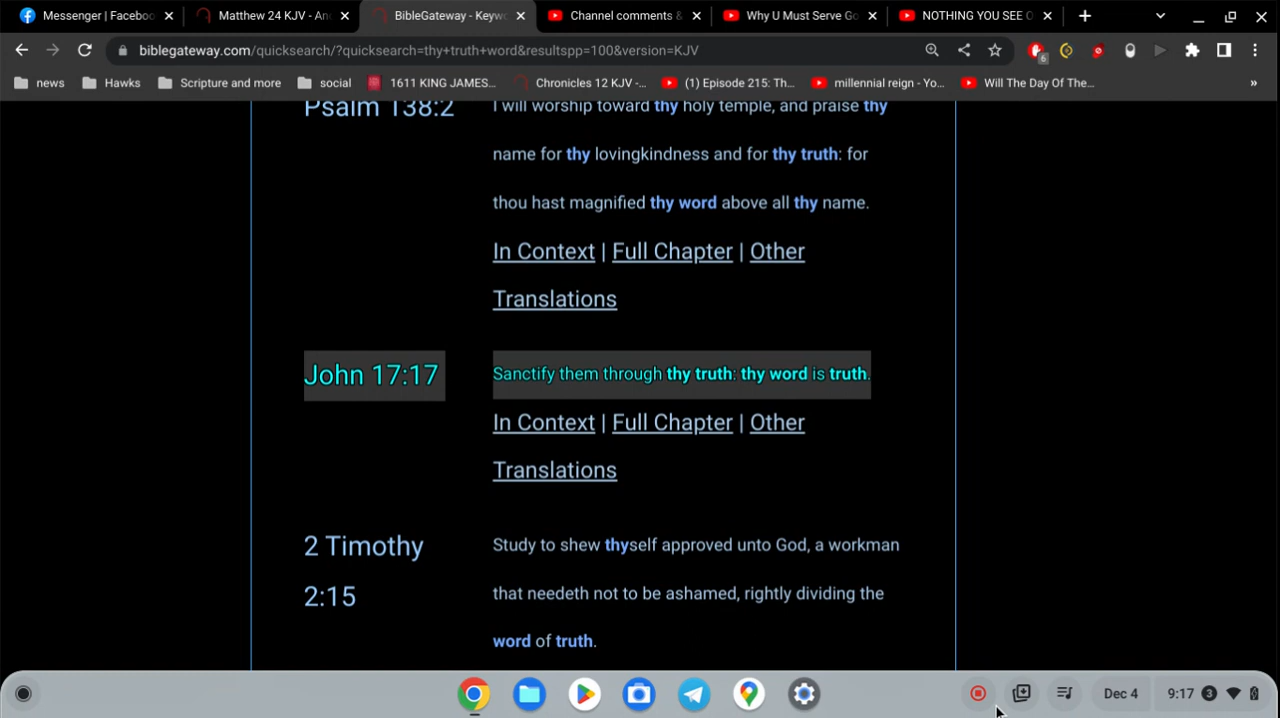 Messenger | Faceboo
Matthew 24 KJV - An
BibleGateway - Keyw
Channel comments &
Why U Must Serve Go
NOTHING YOU SEE O
biblegateway.com/quicksearch/?quicksearch=thy+truth+word&resultspp=100&version=KJV
6
news
Hawks
Scripture and more
social
1611 KING JAMES...
Chronicles 12 KJV -...
(1) Episode 215: Th...
millennial reign - Yo...
Will The Day Of The...
»
Psalm 138:2
I will worship toward thy holy temple, and praise thy
name for thy lovingkindness and for thy truth: for
thou hast magnified thy word above all thy name.
In Context | Full Chapter | Other
Translations
John 17:17
Sanctify them through thy truth: thy word is truth.
In Context | Full Chapter | Other
Translations
2 Timothy
2:15
Study to shew thyself approved unto God, a workman
that needeth not to be ashamed, rightly dividing the
word of truth.
Dec 4
9:17
3